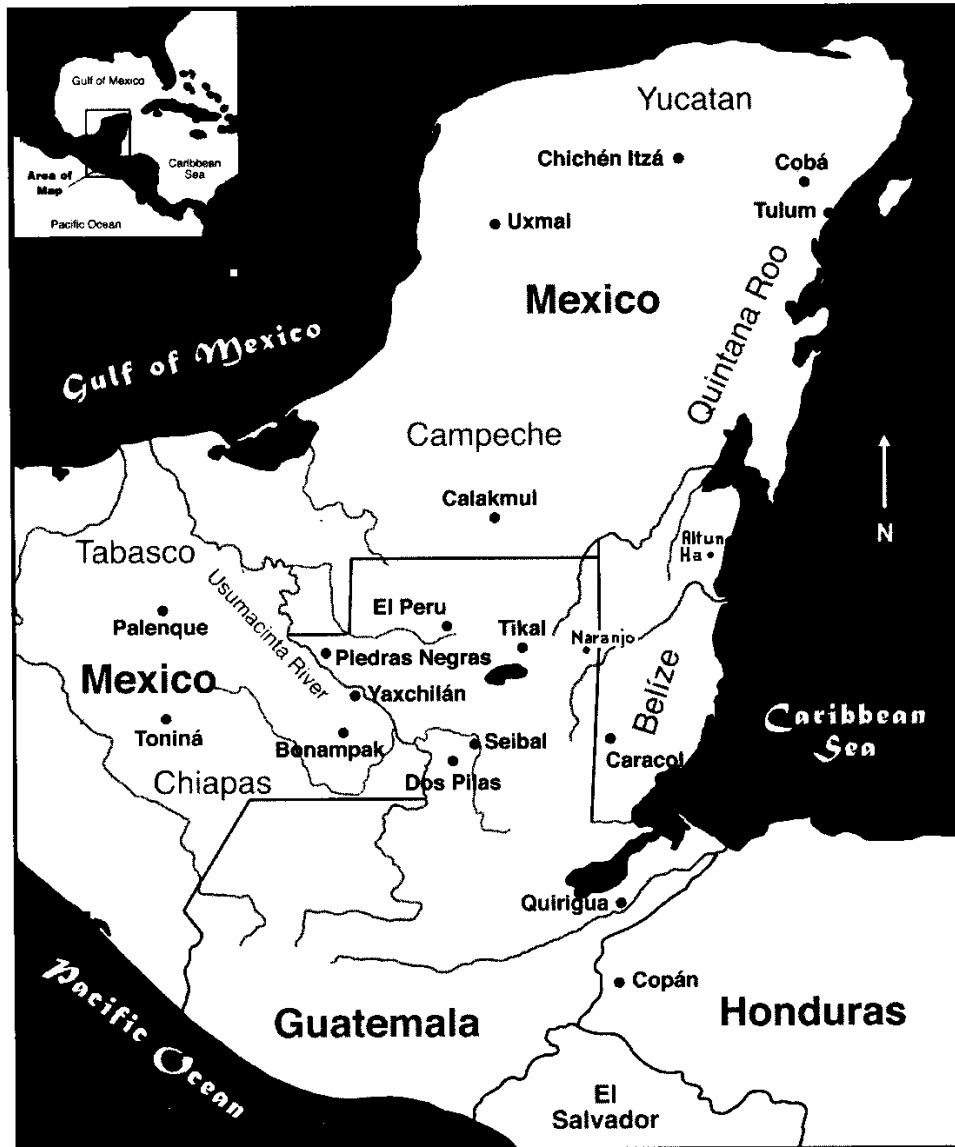 Gulf of Mexico
Caribbean
Sea
Area of
Map
Pacific Ocean
Yucatan
Chichén Itzá
Cobá
Tulum
Uxmal
Mexico
Quintana Roo
Gulf of Mexico
Campeche
Calakmul
N
Altun
Ha
Tabasco
Usumacinta River
El Peru
Palenque
Tikal
Naranjo
Piedras Negras
Mexico
Yaxchilán
Belíze
Caribbean
Sea
Toniná
Bonampak
Seibal
Caracol
Chiapas
Dos Pilas
Quirigua
Copán
Pacific Ocean
Guatemala
Honduras
El
Salvador